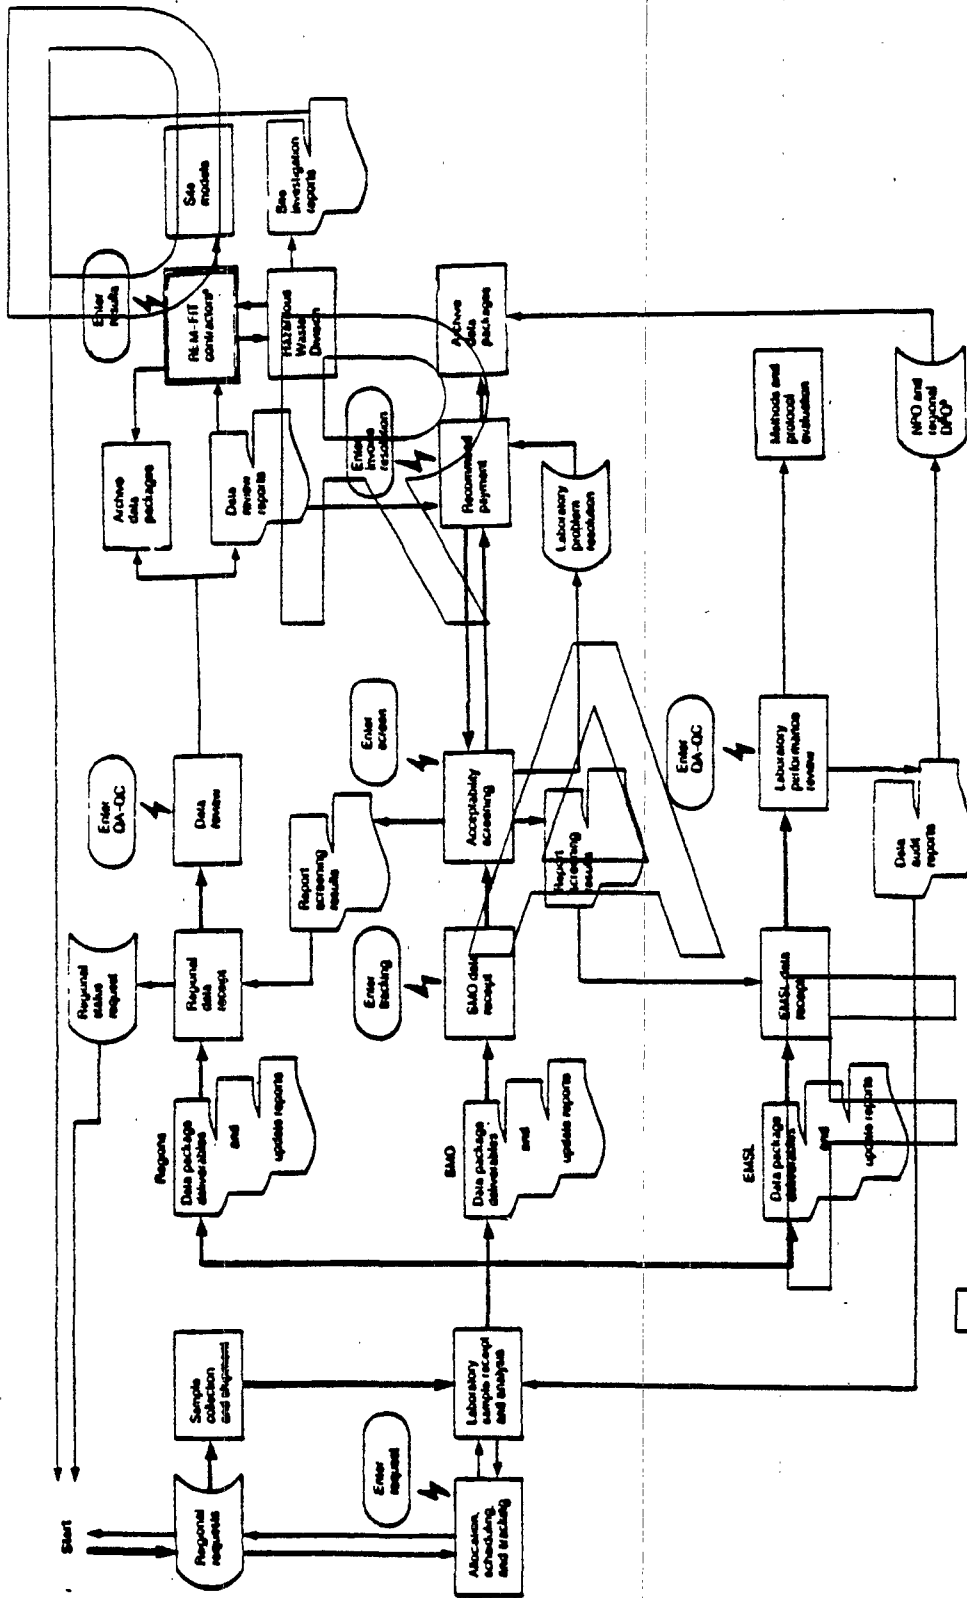 Start
Regional
requests
Sample
collection
and shipment
Enter
request
Allocation,
scheduling,
and tracking
Laboratory
sample receipt
and analysis
Regions
Data package
deliverables
and
update reports
SMO
Data package
deliverables
and
update reports
EMSL
Data package
deliverables
and
update reports
Regional
status
request
Regional
data
receipt
Enter
QA-QC
Data
review
Report
screening
results
Enter
tracking
SMO data
receipt
Enter
screen
Acceptability
screening
Report
screening
results
EMSL data
receipt
Enter
QA-QC
Laboratory
performance
review
Data
audit
reports
Archive
data
packages
Data
review
reports
Enter
results
REM-FIT
contractors
Hazardous
Waste
Division
Site
models
Site
investigation
reports
Enter
invoice
resolution
Recommend
payment
Archive
data
packages
Laboratory
problem
resolution
Methods and
protocol
evaluation
NPO and
regional
DPO
DRAFT